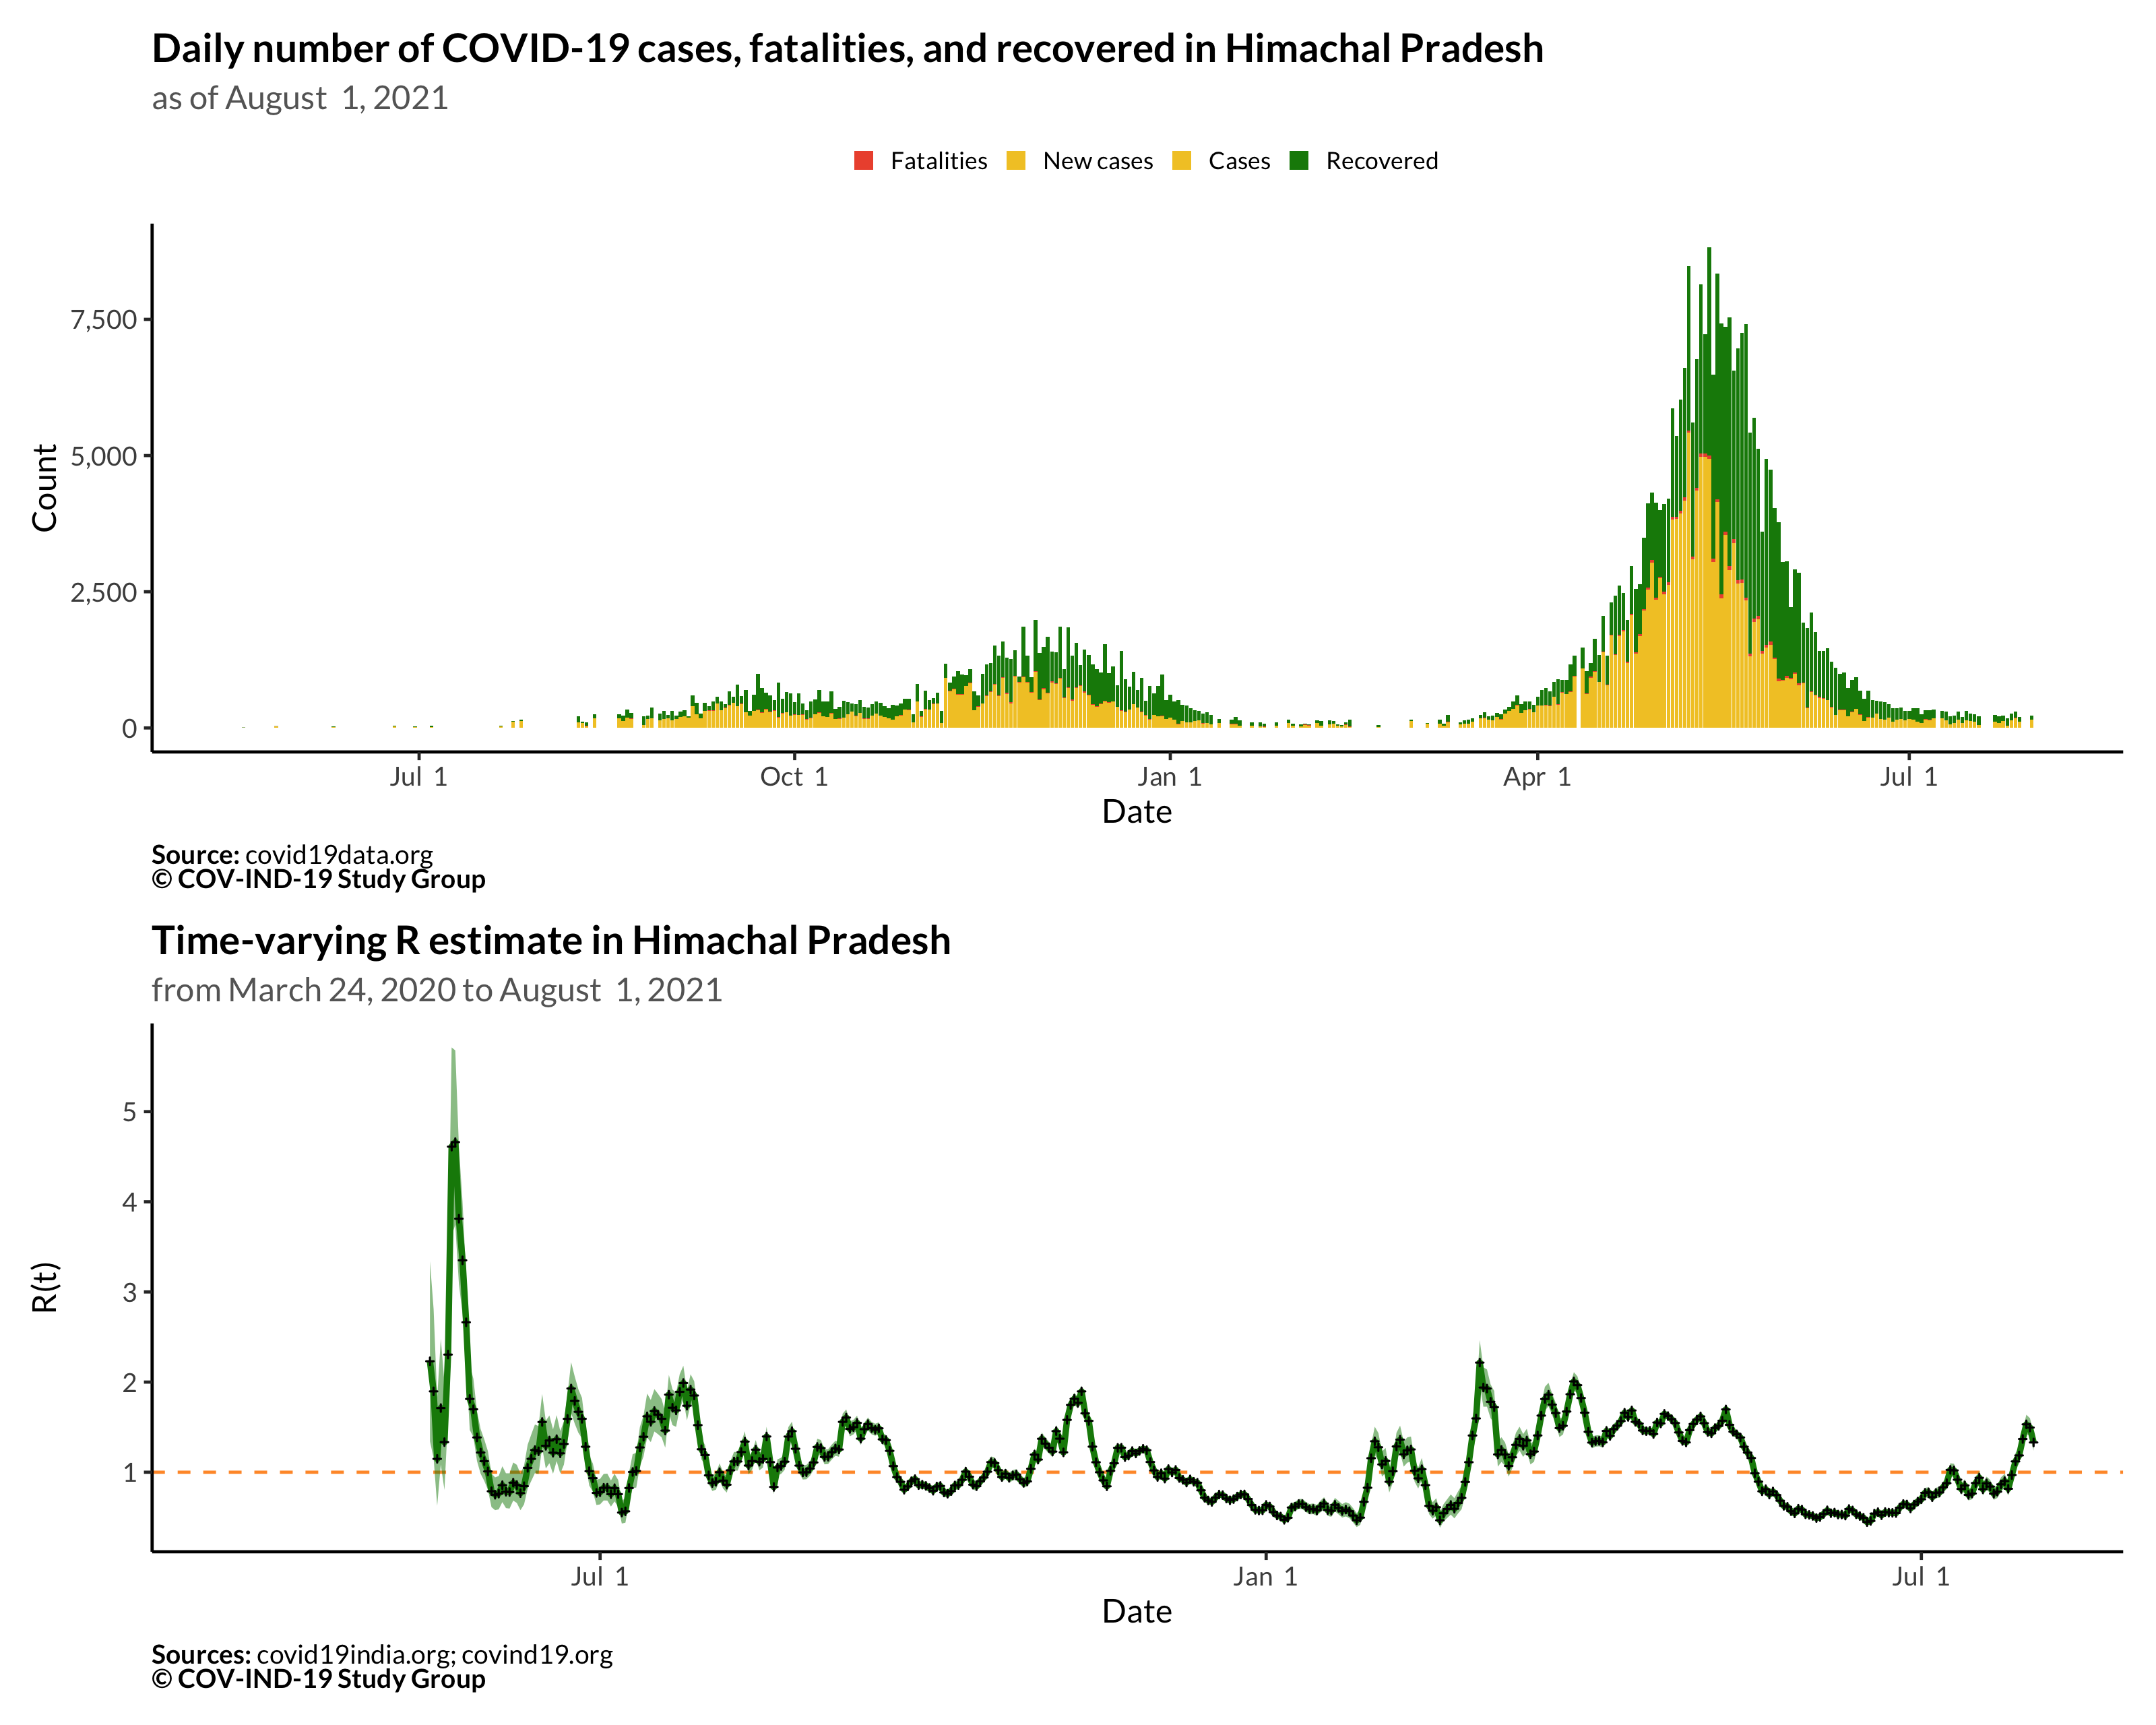 Daily number of COVID-19 cases, fatalities, and recovered in Himachal Pradesh
as of August  1, 2021
Fatalities New cases Cases Recovered
Count
7,500
5,000
2,500
0
Jul  1 Oct  1 Jan  1 Apr  1 Jul  1
Date
Source: covid19data.org
© COV-IND-19 Study Group
Time-varying R estimate in Himachal Pradesh
from March 24, 2020 to August  1, 2021
R(t)
5
4
3
2
1
Jul  1 Jan  1 Jul  1
Date
Sources: covid19india.org; covind19.org
© COV-IND-19 Study Group